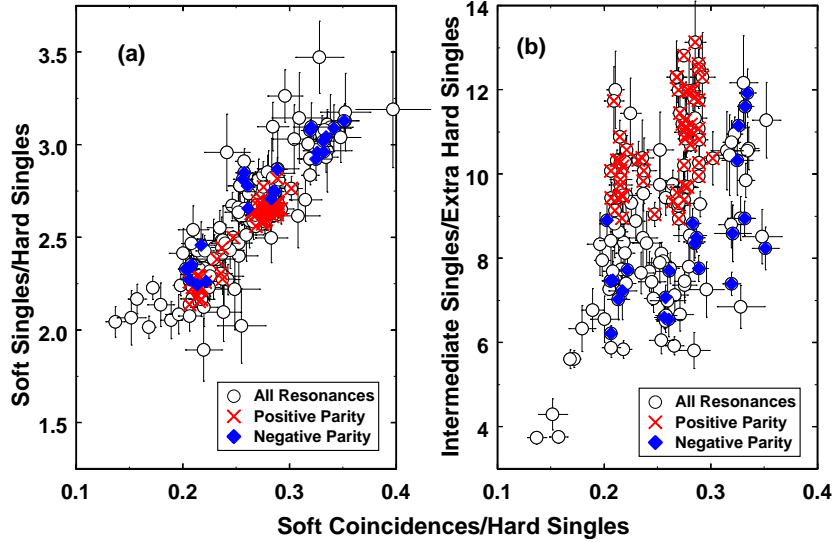 (a)
3.5
3.0
2.5
2.0
1.5
Soft Singles/Hard Singles
All Resonances
Positive Parity
Negative Parity
0.1
0.2
0.3
0.4
(b)
14
12
10
8
6
4
Intermediate Singles/Extra Hard Singles
All Resonances
Positive Parity
Negative Parity
0.1
0.2
0.3
0.4
Soft Coincidences/Hard Singles